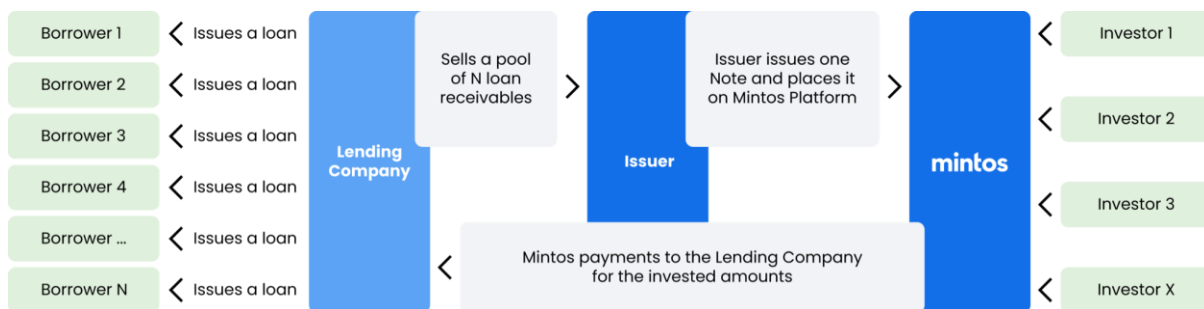 Borrower 1
Issues a loan
Borrower 2
Issues a loan
Borrower 3
Issues a loan
Borrower 4
Issues a loan
Borrower ...
Issues a loan
Borrower N
Issues a loan
Lending
Company
Sells a pool
of N loan
receivables
Issuer
Issuer issues one
Note and places it
on Mintos Platform
Mintos payments to the Lending Company
for the invested amounts
mintos
Investor 1
Investor 2
Investor 3
Investor X